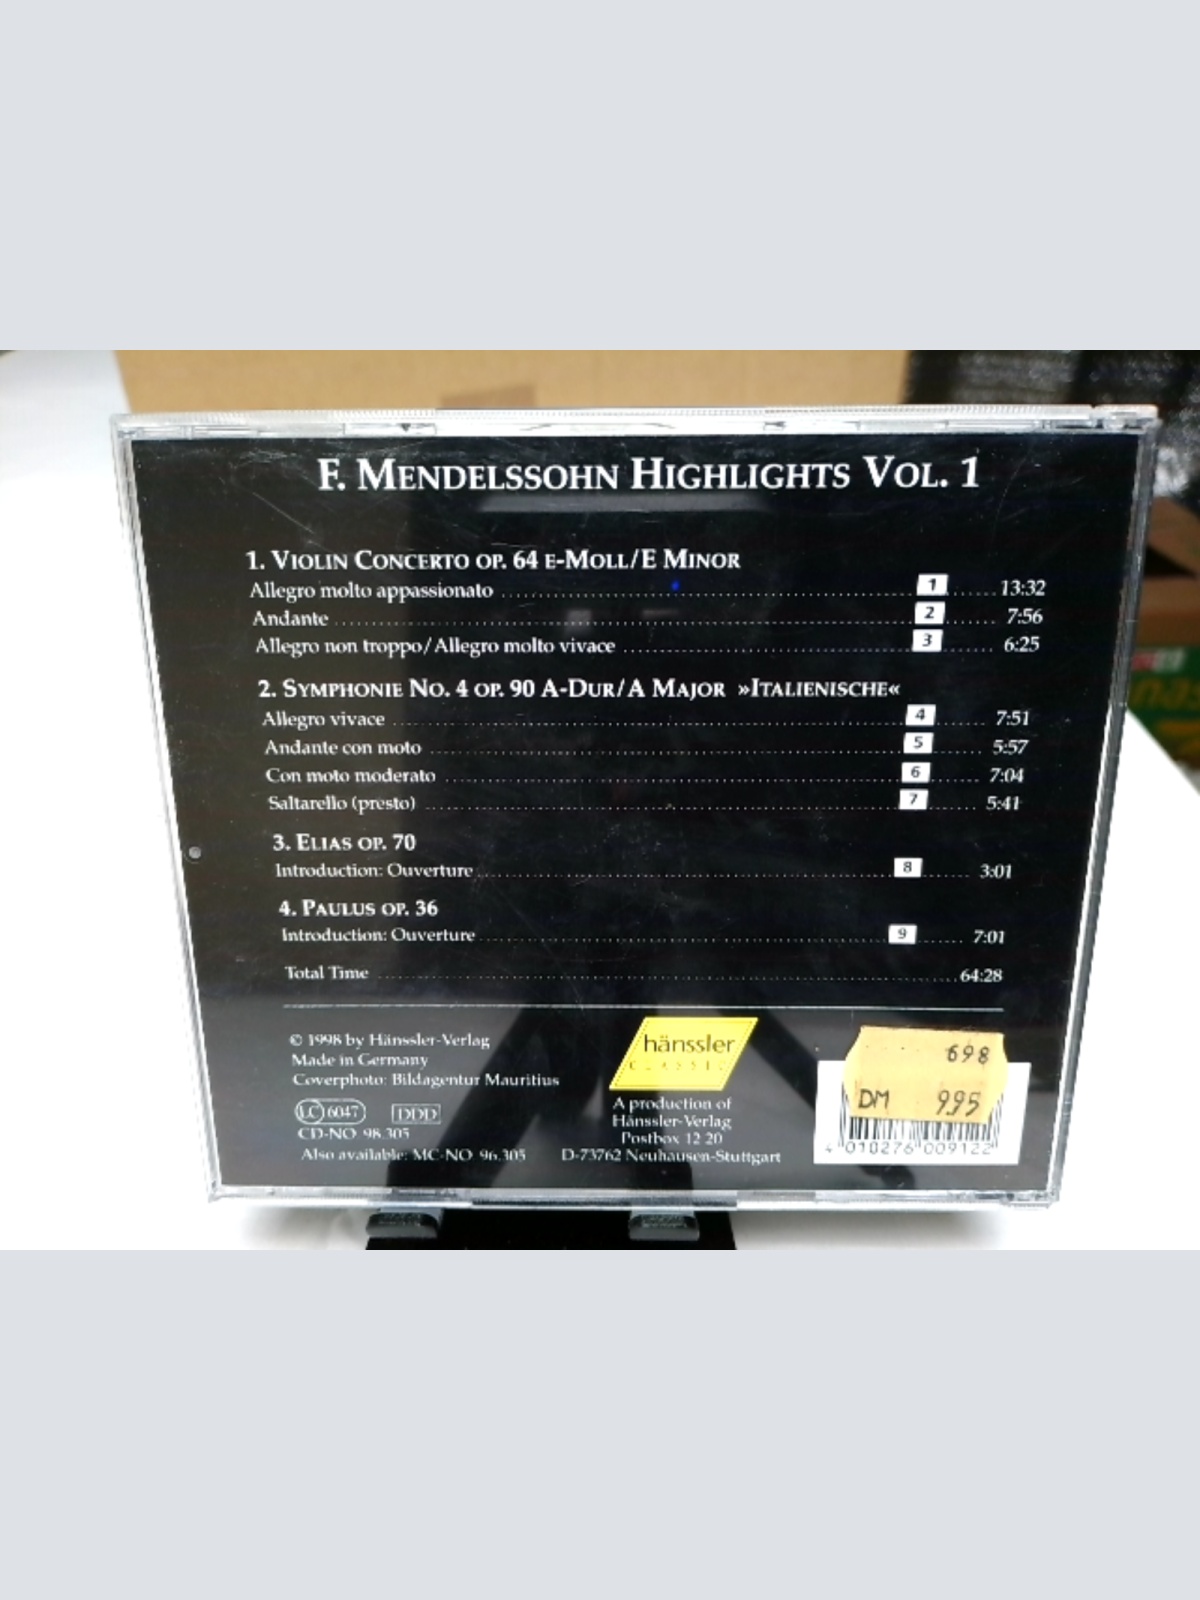 F. MENDELSSOHN HIGHLIGHTS VOL. 1
1. VIOLIN CONCERTO OP. 64 E-MOLL/E MINOR
Allegro molto appassionato 1 13:32
Andante 2 7:56
Allegro non troppo/Allegro molto vivace 3 6:25
2. SYMPHONIE NO. 4 OP. 90 A-DUR/A MAJOR »ITALIENISCHE«
Allegro vivace 4 7:51
Andante con moto 5 5:57
Con moto moderato 6 7:04
Saltarello (presto) 7 5:41
3. ELIAS OP. 70
Introduction: Ouverture 8 3:01
4. PAULUS OP. 36
Introduction: Ouverture 9 7:01
Total Time 64:28
© 1998 by Hänssler-Verlag
Made in Germany
Coverphoto: Bildagentur Mauritius
LC 6047 DDD
CD-NO 98.305
Also available: MC-NO 96.305
hänssler
CLASSIC
A production of
Hänssler-Verlag
Postbox 12 20
D-73762 Neuhausen-Stuttgart
698
DM 995
4 010276 009122